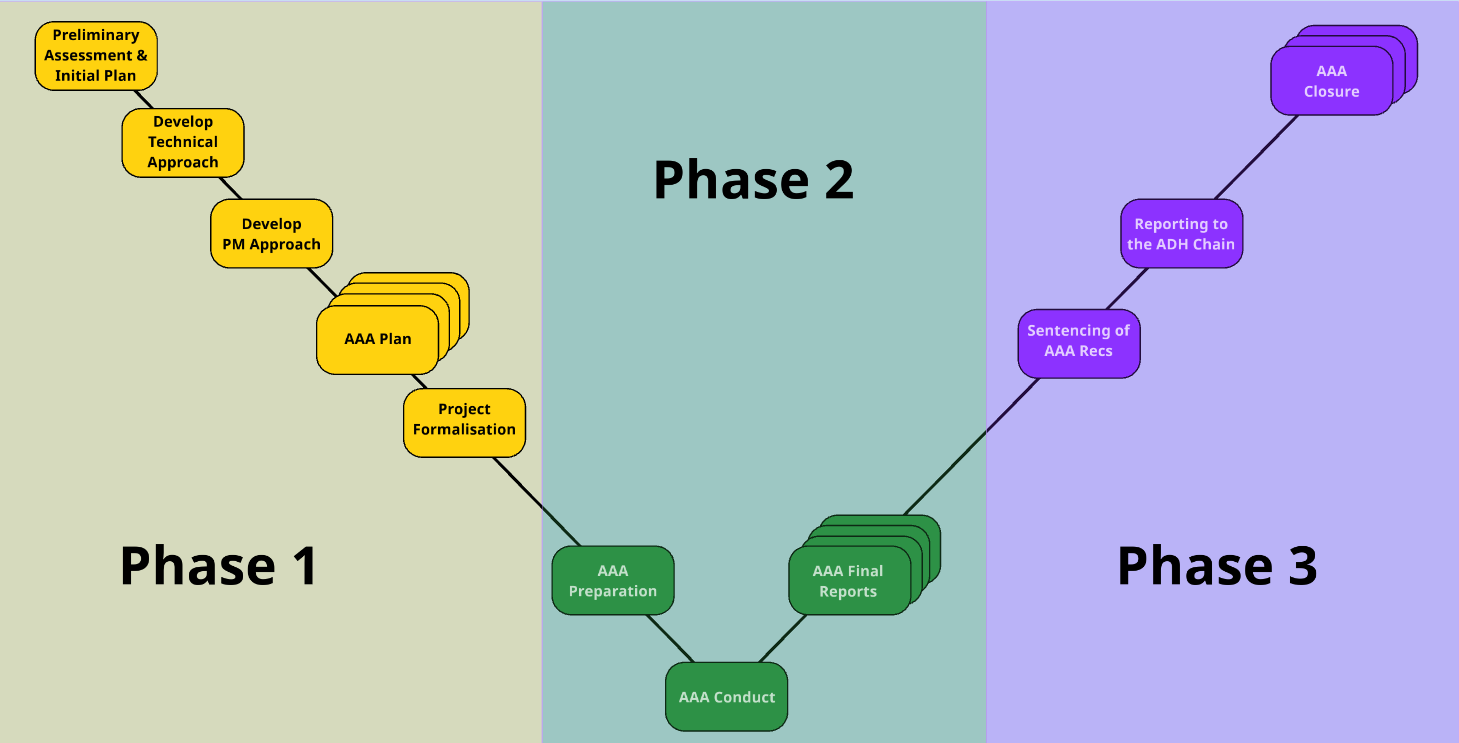 Preliminary
Assessment &
Initial Plan
Develop
Technical
Approach
Develop
PM Approach
AAA Plan
Project
Formalisation
Phase 1
Phase 2
AAA
Preparation
AAA Conduct
AAA Final
Reports
AAA
Closure
Reporting to
the ADH Chain
Sentencing of
AAA Recs
Phase 3